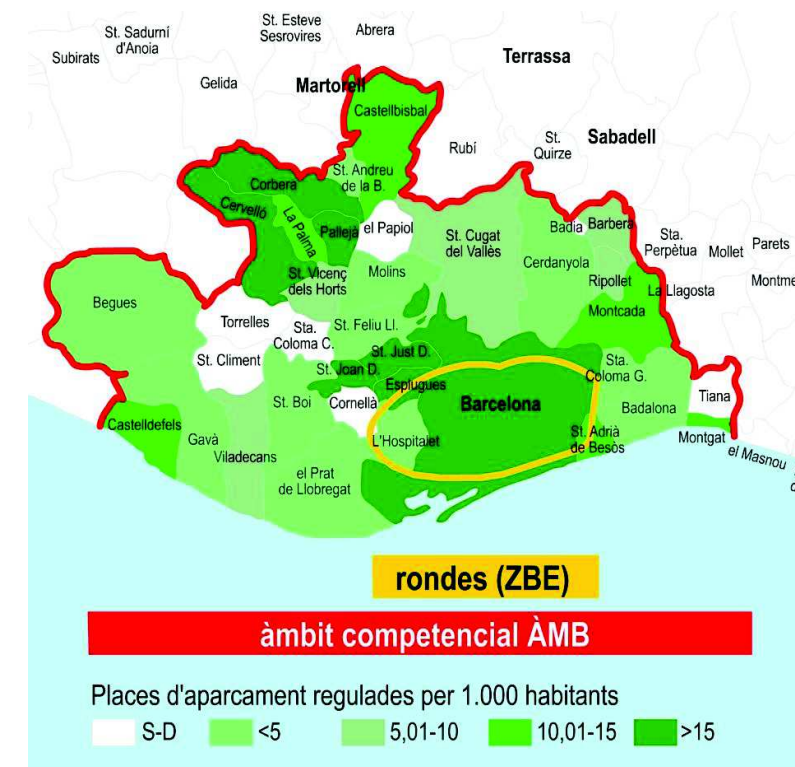 St. Sadurní
d'Anoia
St. Esteve
Sesrovires
Abrera
Subirats
Terrassa
Gelida
Martorell
Castellbisbal
Rubí
St.
Quirze
Sabadell
St. Andreu
de la B.
Corbera
Cervelló
La Palma
Pallejà
el Papiol
St. Cugat
del Vallès
Badia
Barberà
Sta.
Perpètua
Mollet
Parets
Cerdanyola
St. Vicenç
dels Horts
Molins
Ripollet
La Llagosta
Montme
Begues
Montcada
Torrelles
Sta.
Coloma C.
St. Feliu Ll.
St. Climent
St. Just D.
St. Joan D.
Sta.
Coloma G.
Esplugues
Tiana
St. Boi
Cornellà
Barcelona
Badalona
Castelldefels
Gavà
Viladecans
L'Hospitalet
St. Adrià
de Besòs
Montgat
el Masnou
el Prat
de Llobregat
rondes (ZBE)
àmbit competencial ÀMB
Places d'aparcament regulades per 1.000 habitants
S-D
<5
5,01-10
10,01-15
>15